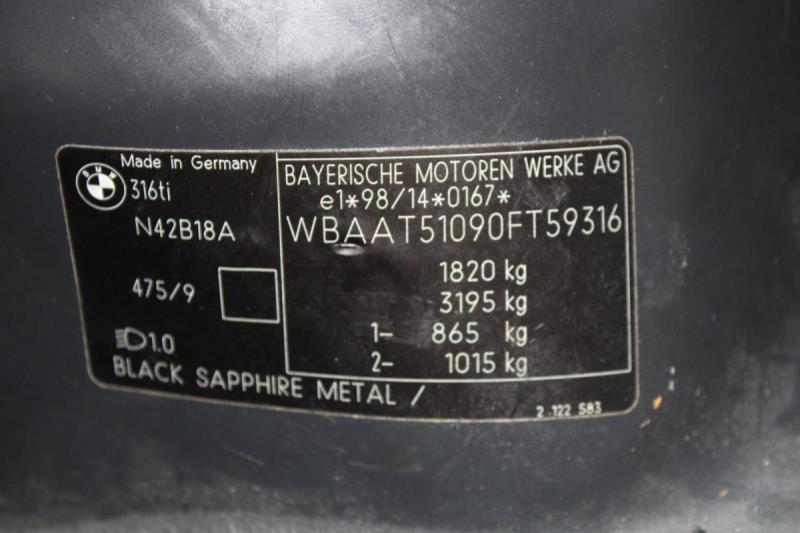 BMW
Made in Germany
316ti
N42B18A
475/9
1.0
BLACK SAPPHIRE METAL /
BAYERISCHE MOTOREN WERKE AG
e1*98/14*0167*
WBAAT51090FT59316
1820 kg
3195 kg
1- 865 kg
2- 1015 kg
2 122 583